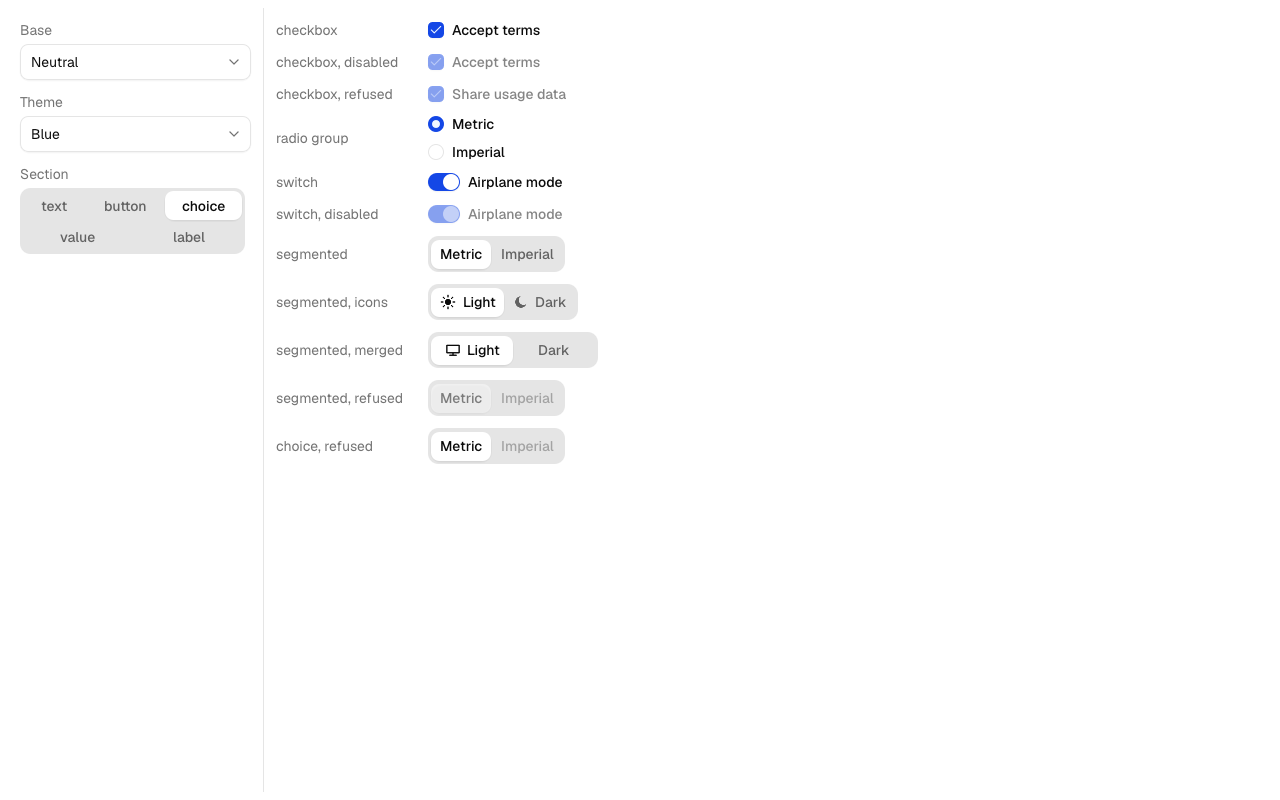 Base
Neutral
Theme
Blue
Section
text button choice
value label
checkbox Accept terms
checkbox, disabled Accept terms
checkbox, refused Share usage data
radio group Metric
Imperial
switch Airplane mode
switch, disabled Airplane mode
segmented Metric Imperial
segmented, icons Light Dark
segmented, merged Light Dark
segmented, refused Metric Imperial
choice, refused Metric Imperial